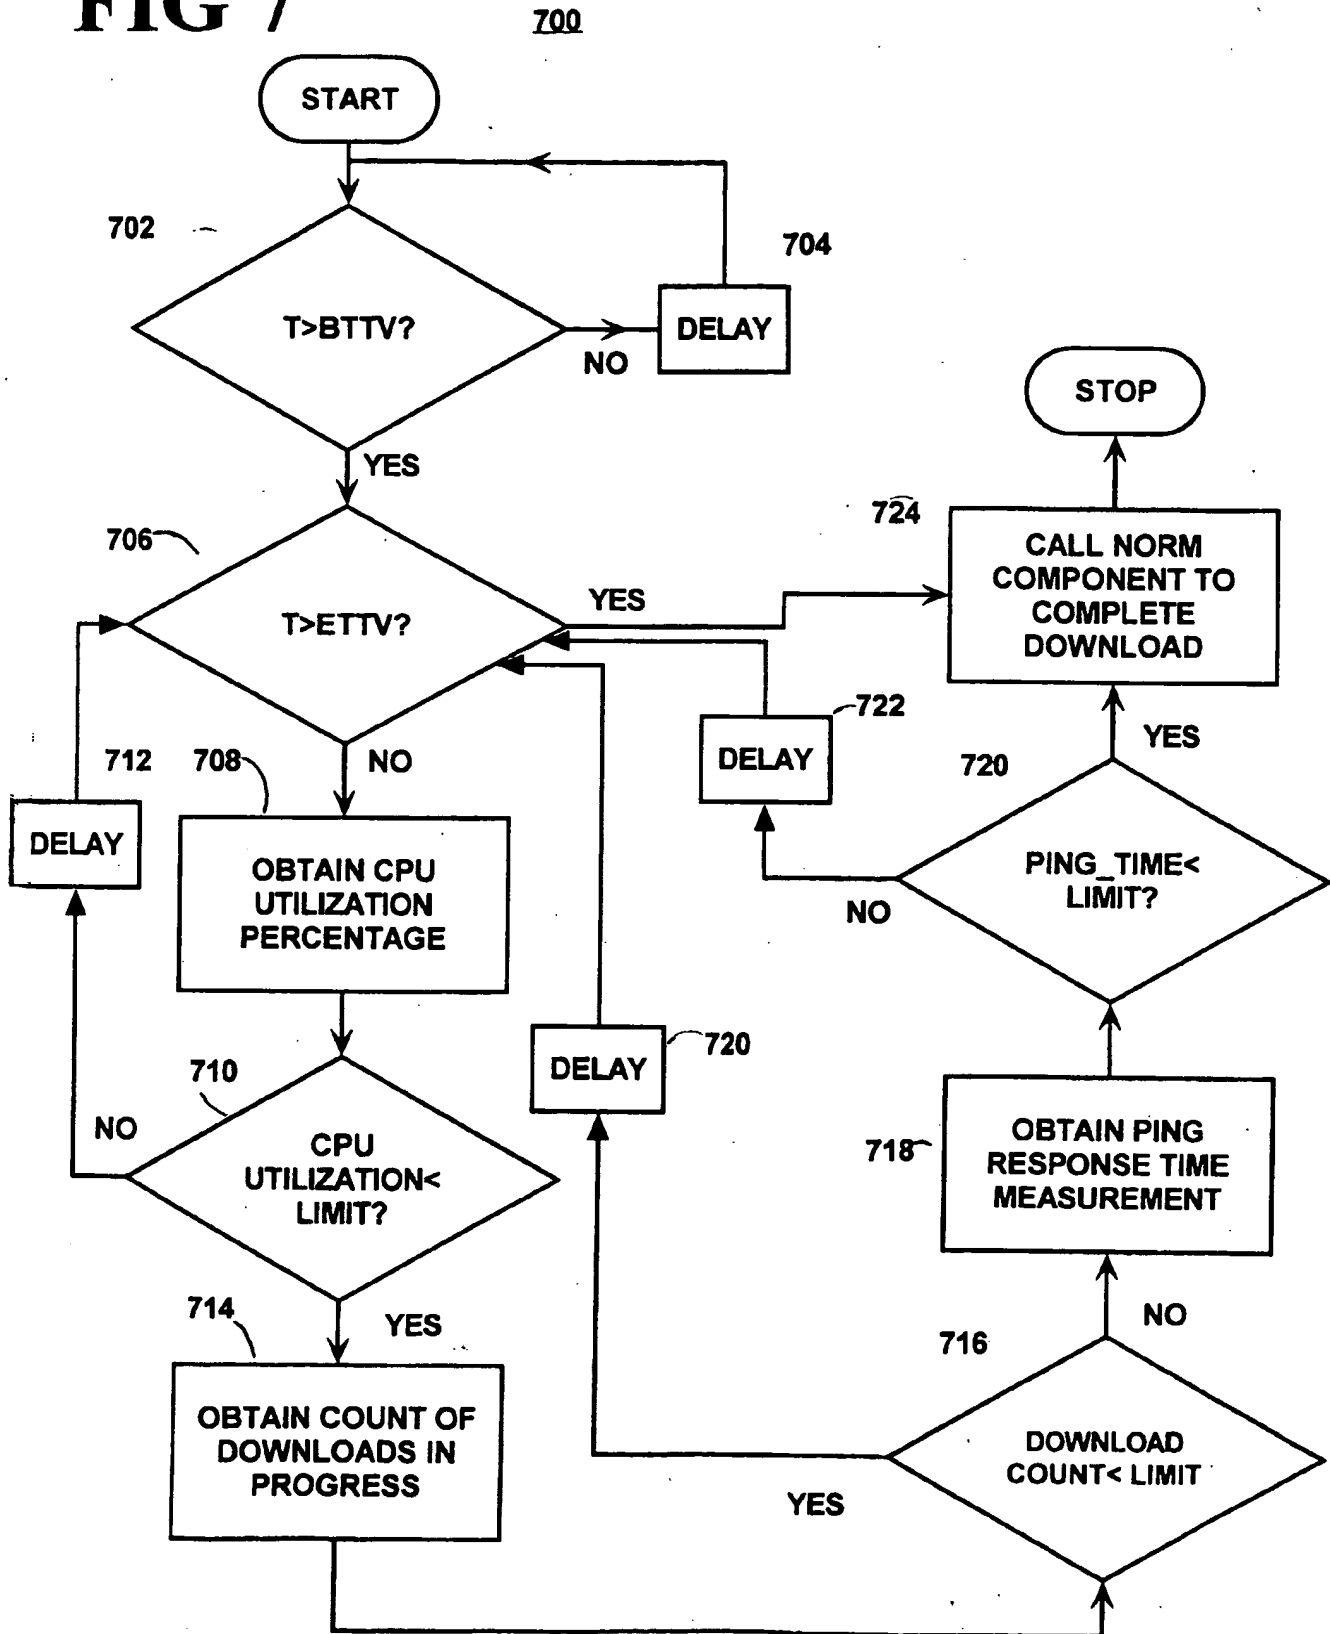 FIG 7
700
START
702
704
T>BTTV?
DELAY
NO
STOP
YES
706
724
CALL NORM
COMPONENT TO
COMPLETE
DOWNLOAD
YES
T>ETTV?
722
712
708
NO
DELAY
720
YES
DELAY
OBTAIN CPU
UTILIZATION
PERCENTAGE
PING_TIME<
LIMIT?
NO
DELAY
720
710
NO
CPU
UTILIZATION<
LIMIT?
718
OBTAIN PING
RESPONSE TIME
MEASUREMENT
714
YES
716
NO
OBTAIN COUNT OF
DOWNLOADS IN
PROGRESS
DOWNLOAD
COUNT< LIMIT
YES